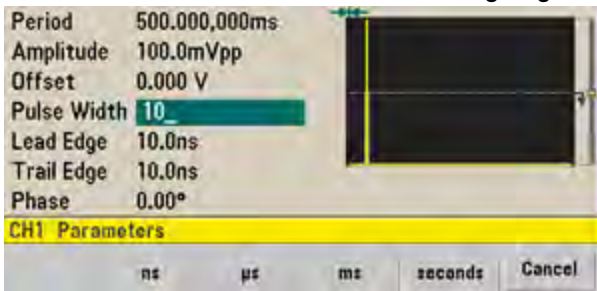 Period 500.000,000ms
Amplitude 100.0mVpp
Offset 0.000 V
Pulse Width 10_
Lead Edge 10.0ns
Trail Edge 10.0ns
Phase 0.00°
CH1 Parameters
ns µs ms seconds Cancel